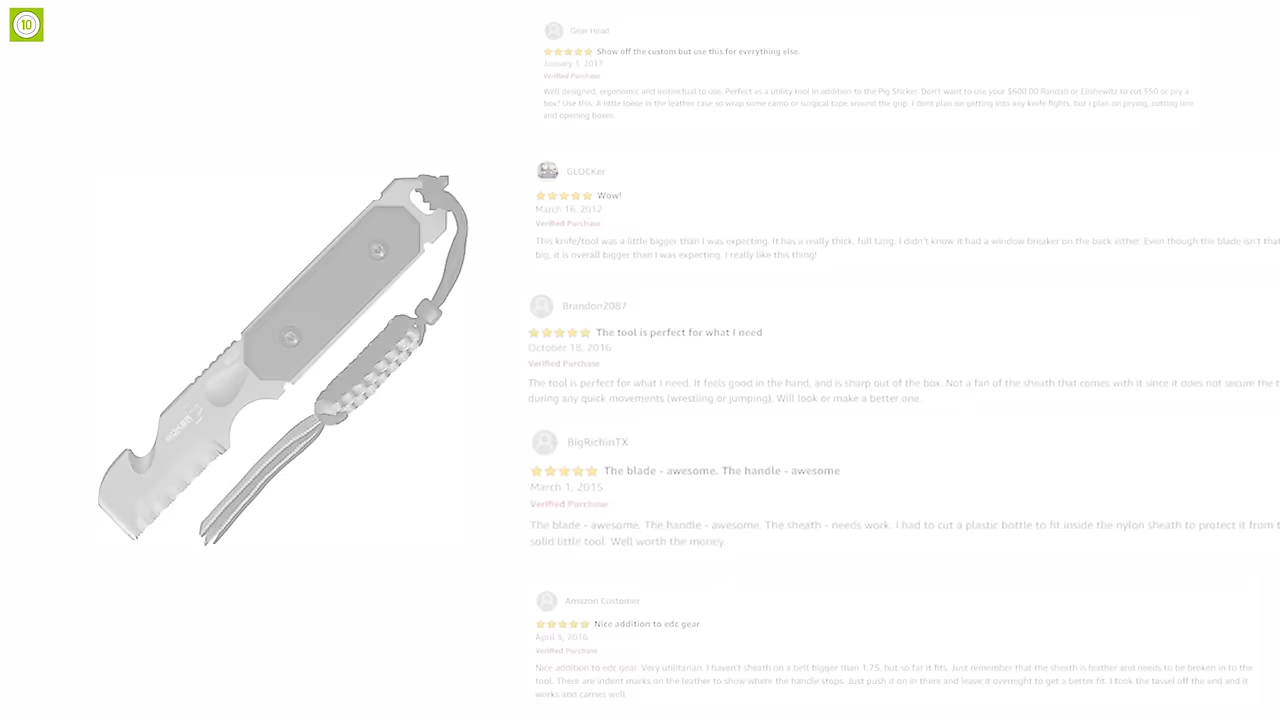 10
Gear Head
Show off the custom but use this for everything else.
January 1, 2017
Verified Purchase
Well designed, ergonomic and instinctual to use. Perfect as a utility tool in addition to the Pig Sticker. Don't want to use your $600.00 Randall or Elishewitz to cut 550 or pry a
box? Use this. A little loose in the leather case so wrap some camo or surgical tape around the grip. I dont plan on getting into any knife fights, but i plan on prying, cutting line
and opening boxes.
GLOCKer
Wow!
March 16, 2012
Verified Purchase
This knife/tool was a little bigger than I was expecting. It has a really thick, full tang. I didn't know it had a window breaker on the back either. Even though the blade isn't that
big, it is overall bigger than I was expecting. I really like this thing!
Brandon2087
The tool is perfect for what I need
October 18, 2016
Verified Purchase
The tool is perfect for what I need. It feels good in the hand, and is sharp out of the box. Not a fan of the sheath that comes with it since it does not secure the t
during any quick movements (wrestling or jumping). Will look or make a better one.
BIgRichinTX
The blade - awesome. The handle - awesome
March 1, 2015
Verified Purchase
The blade - awesome. The handle - awesome. The sheath - needs work. I had to cut a plastic bottle to fit inside the nylon sheath to protect it from t
solid little tool. Well worth the money.
Amazon Customer
Nice addition to edc gear
April 3, 2016
Verified Purchase
Nice addition to edc gear. Very utilitarian. I haven't sheath on a belt bigger than 1.75, but so far it fits. Just remember that the sheath is leather and needs to be broken in to the
tool. There are indent marks on the leather to show where the handle stops. Just push it on in there and leave it overnight to get a better fit. I took the tassel off the end and it
works and carries well.
BOKER